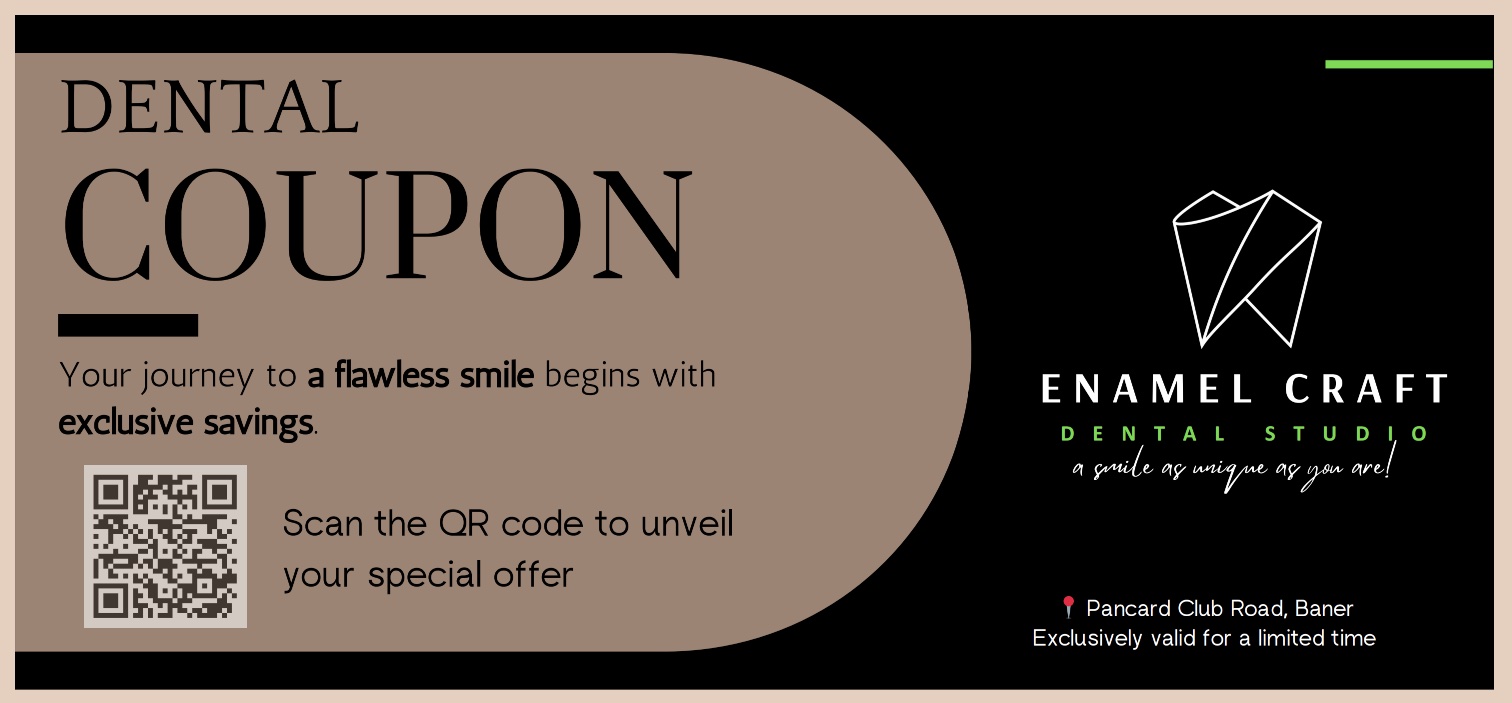 DENTAL
COUPON
Your journey to a flawless smile begins with
exclusive savings.
Scan the QR code to unveil
your special offer
ENAMEL CRAFT
DENTAL STUDIO
a smile as unique as you are!
📍 Pancard Club Road, Baner
Exclusively valid for a limited time